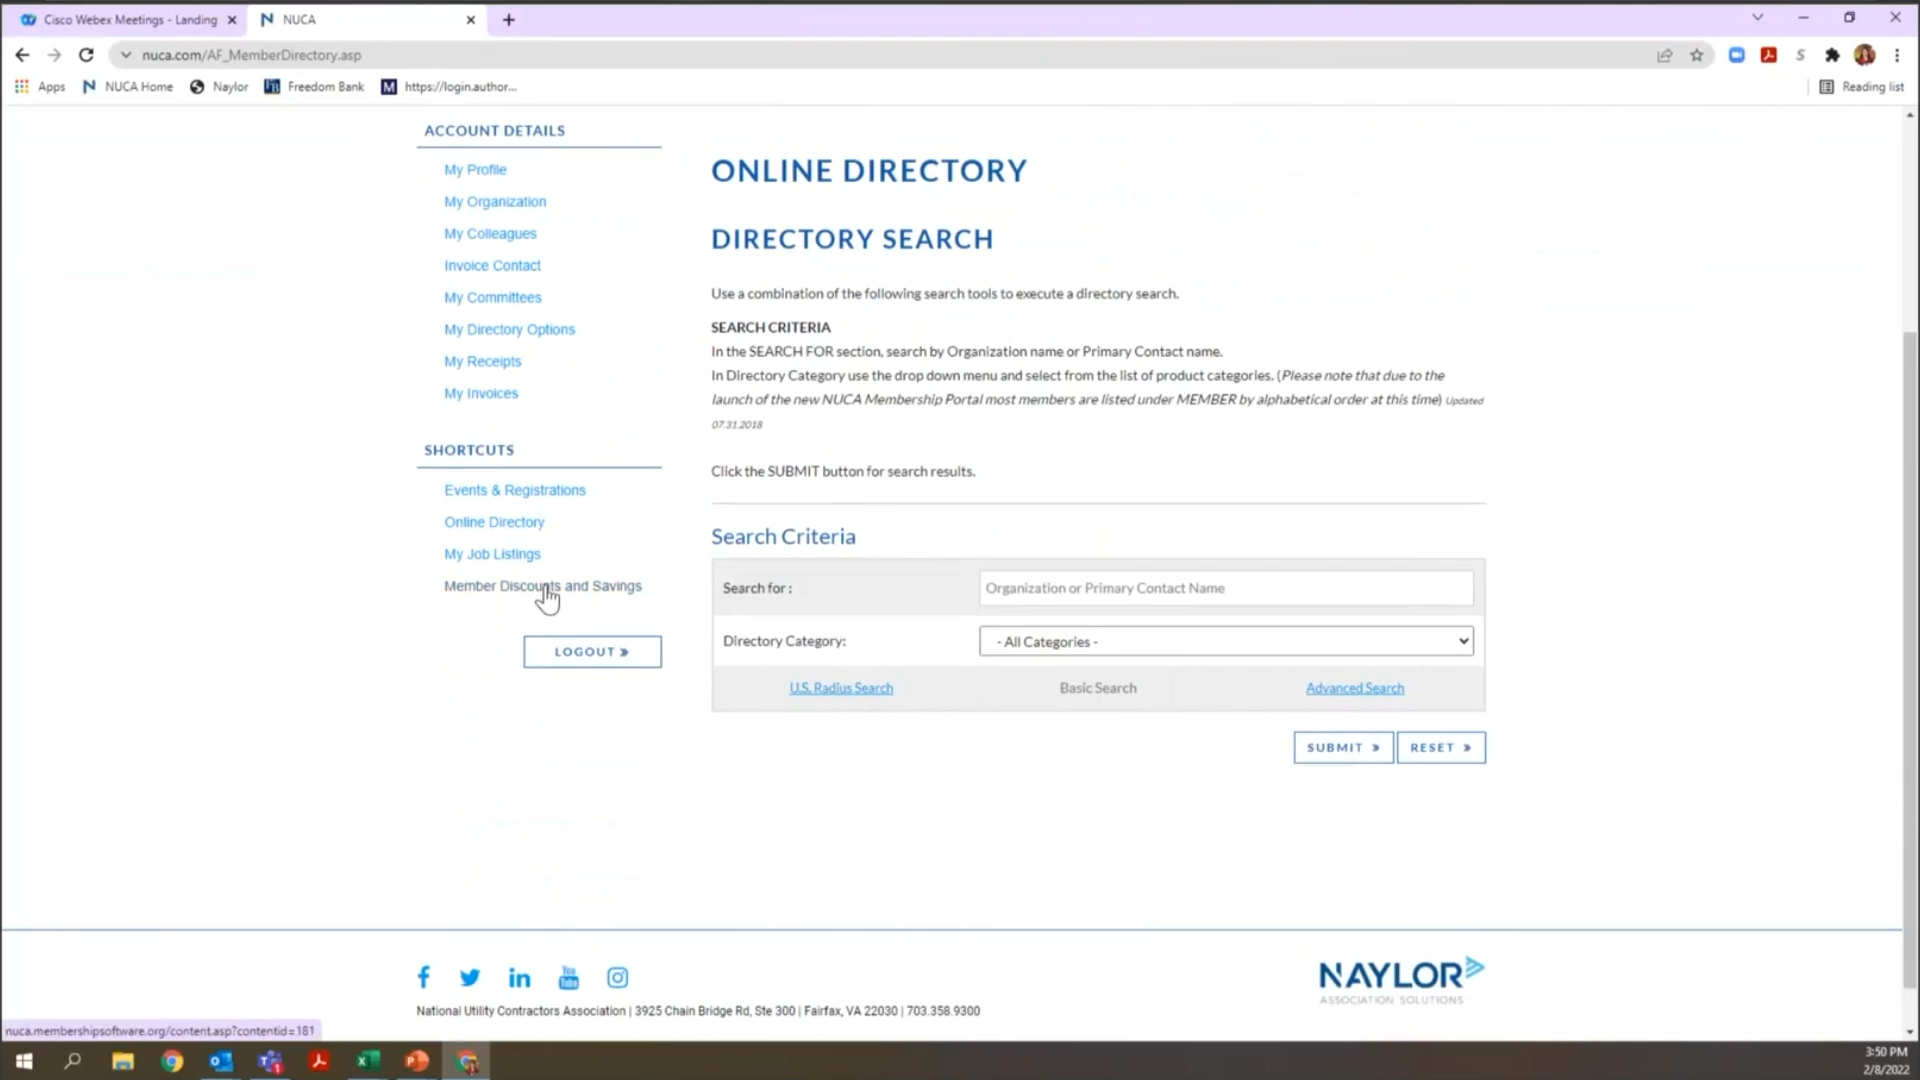 Cisco Webex Meetings - Landing
NUCA
nuca.com/AF_MemberDirectory.asp
Apps
NUCA Home
Naylor
Freedom Bank
https://login.author...
Reading list
ACCOUNT DETAILS
My Profile
My Organization
My Colleagues
Invoice Contact
My Committees
My Directory Options
My Receipts
My Invoices
SHORTCUTS
Events & Registrations
Online Directory
My Job Listings
Member Discounts and Savings
LOGOUT »
ONLINE DIRECTORY
DIRECTORY SEARCH
Use a combination of the following search tools to execute a directory search.
SEARCH CRITERIA
In the SEARCH FOR section, search by Organization name or Primary Contact name.
In Directory Category use the drop down menu and select from the list of product categories. (Please note that due to the
launch of the new NUCA Membership Portal most members are listed under MEMBER by alphabetical order at this time) Updated
07.31.2018
Click the SUBMIT button for search results.
Search Criteria
Search for :
Organization or Primary Contact Name
Directory Category:
- All Categories -
U.S. Radius Search
Basic Search
Advanced Search
SUBMIT »
RESET »
NAYLOR
ASSOCIATION SOLUTIONS
National Utility Contractors Association | 3925 Chain Bridge Rd, Ste 300 | Fairfax, VA 22030 | 703.358.9300
nuca.membershipsoftware.org/content.asp?contentid=181
3:50 PM
2/8/2022